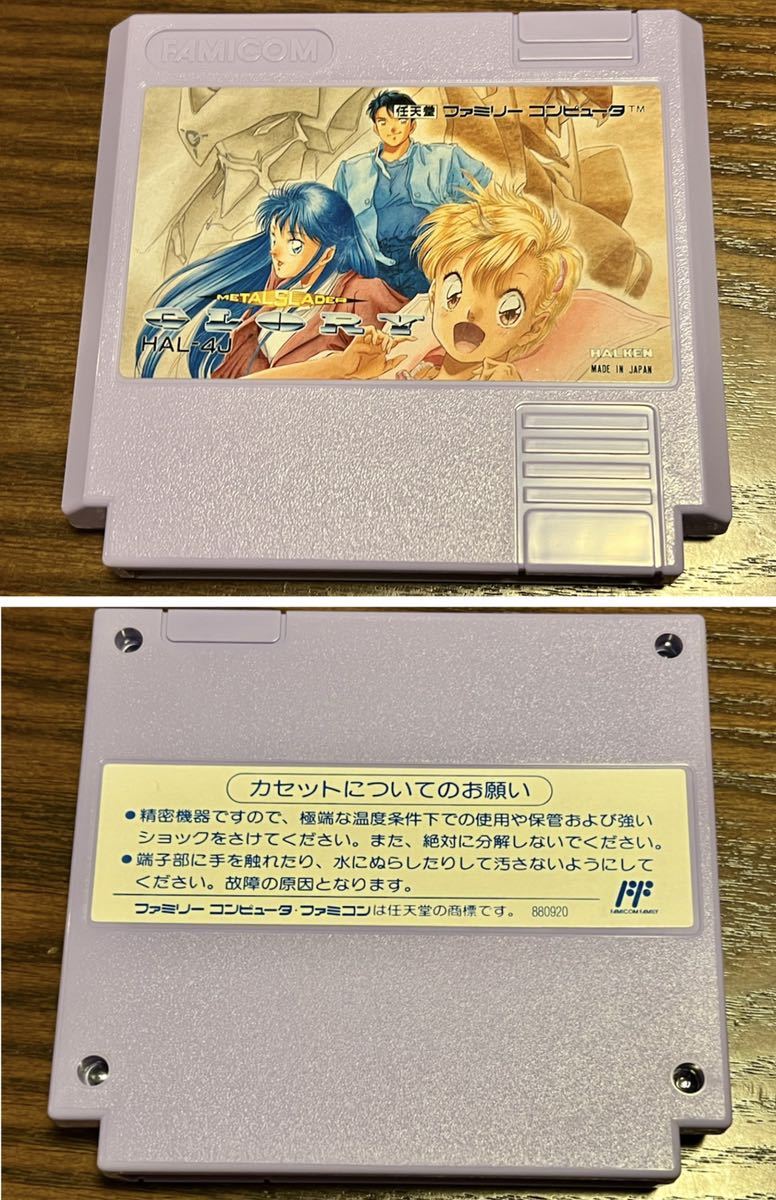 FAMICOM
任天堂 ファミリー コンピュータ™
METAL SLADER
GLORY
HAL-4J
HALKEN
MADE IN JAPAN
カセットについてのお願い
●精密機器ですので、極端な温度条件下での使用や保管および強い
ショックをさけてください。また、絶対に分解しないでください。
●端子部に手を触れたり、水にぬらしたりして汚さないようにして
ください。故障の原因となります。
ファミリー コンピュータ・ファミコンは任天堂の商標です。 880920
FAMICOM FAMILY